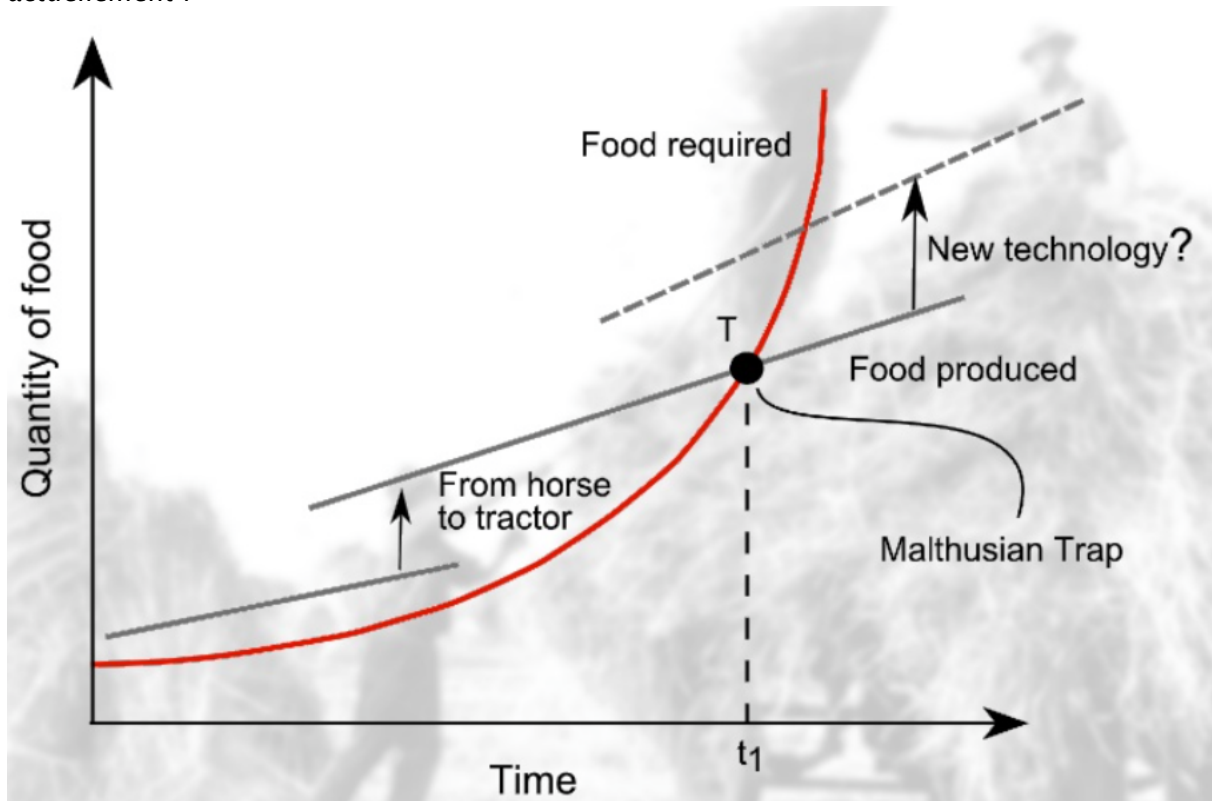 Food required
New technology?
T
Food produced
From horse
to tractor
Malthusian Trap
Quantity of food
t1
Time